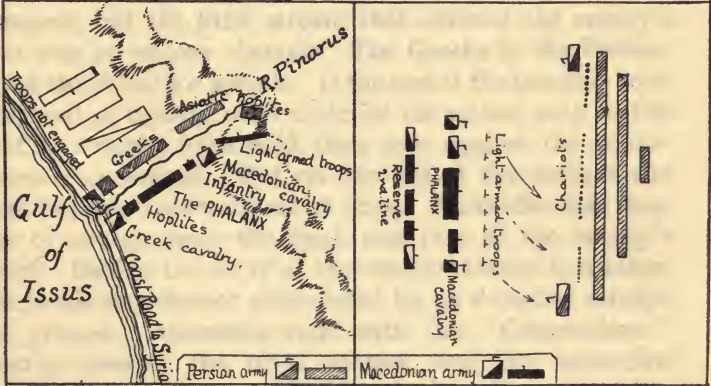 R. Pinarus
Asiatic hoplites
Troops not engaged
Greeks
Light armed troops
Macedonian cavalry
Infantry
The PHALANX
Hoplites
Greek cavalry.
Gulf
of
Issus
Coast Road to Syria
Persian army
Reserve
2nd line
PHALANX
Macedonian
cavalry
Light-armed troops
Chariots
Macedonian army